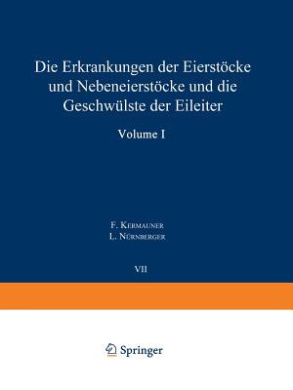 Die Erkrankungen der Eierstöcke
und Nebeneierstöcke und die
Geschwülste der Eileiter
Volume I
F. KERMAUNER
L. NÜRNBERGER
VII
Springer